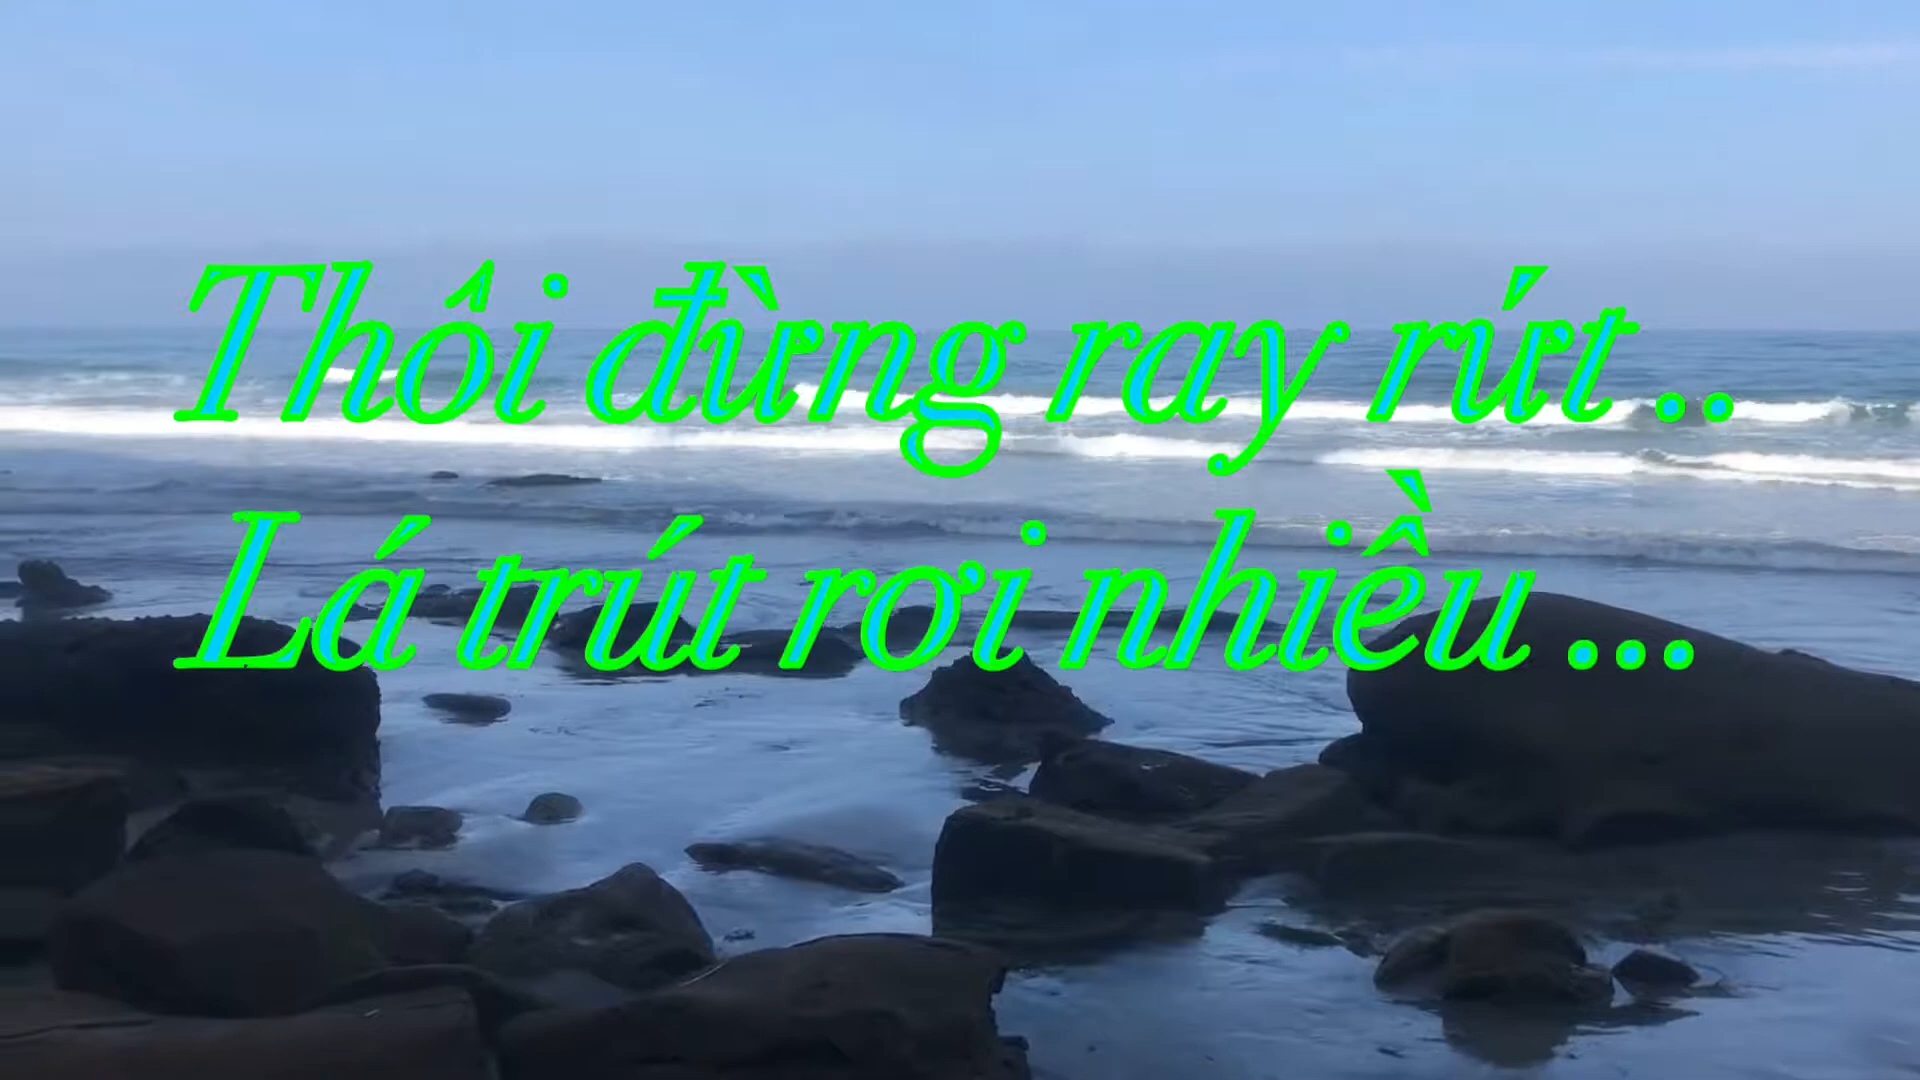 Thôi đừng ray rứt ..
Lá trút rơi nhiều ...